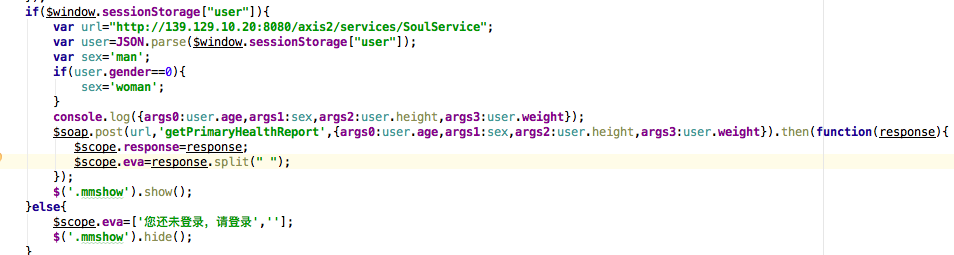 if($window.sessionStorage["user"]){
var url="http://139.129.10.20:8080/axis2/services/SoulService";
var user=JSON.parse($window.sessionStorage["user"]);
var sex='man';
if(user.gender==0){
sex='woman';
}
console.log({args0:user.age,args1:sex,args2:user.height,args3:user.weight});
$soap.post(url,'getPrimaryHealthReport',{args0:user.age,args1:sex,args2:user.height,args3:user.weight}).then(function(response){
$scope.response=response;
$scope.eva=response.split(" ");
});
$('.mmshow').show();
}else{
$scope.eva=['您还未登录，请登录',''];
$('.mmshow').hide();
}